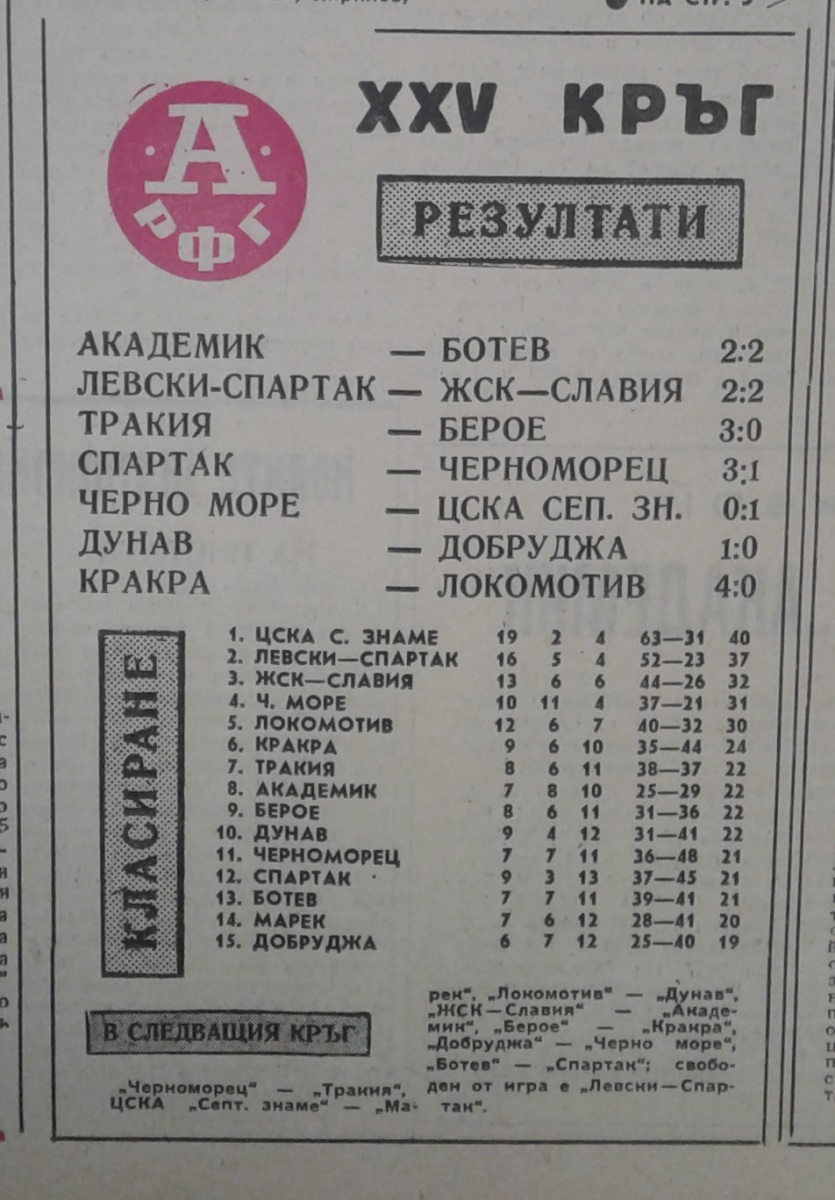 НА СТР. 5
А
РФГ
XXV КРЪГ
РЕЗУЛТАТИ
АКАДЕМИК — БОТЕВ 2:2
ЛЕВСКИ-СПАРТАК — ЖСК—СЛАВИЯ 2:2
ТРАКИЯ — БЕРОЕ 3:0
СПАРТАК — ЧЕРНОМОРЕЦ 3:1
ЧЕРНО МОРЕ — ЦСКА СЕП. ЗН. 0:1
ДУНАВ — ДОБРУДЖА 1:0
КРАКРА — ЛОКОМОТИВ 4:0
КЛАСИРАНЕ
1. ЦСКА С. ЗНАМЕ 19 2 4 63—31 40
2. ЛЕВСКИ—СПАРТАК 16 5 4 52—23 37
3. ЖСК—СЛАВИЯ 13 6 6 44—26 32
4. Ч. МОРЕ 10 11 4 37—21 31
5. ЛОКОМОТИВ 12 6 7 40—32 30
6. КРАКРА 9 6 10 35—44 24
7. ТРАКИЯ 8 6 11 38—37 22
8. АКАДЕМИК 7 8 10 25—29 22
9. БЕРОЕ 8 6 11 31—36 22
10. ДУНАВ 9 4 12 31—41 22
11. ЧЕРНОМОРЕЦ 7 7 11 36—48 21
12. СПАРТАК 9 3 13 37—45 21
13. БОТЕВ 7 7 11 39—41 21
14. МАРЕК 7 6 12 28—41 20
15. ДОБРУДЖА 6 7 12 25—40 19
В СЛЕДВАЩИЯ КРЪГ
„Черноморец“ — „Тракия“,
ЦСКА „Септ. знаме“ — „Ма-
рек“, „Локомотив“ — „Дунав“,
„ЖСК—Славия“ — „Акаде-
мик“, „Берое“ — „Кракра“,
„Добруджа“ — „Черно море“,
„Ботев“ — „Спартак“; свобо-
ден от игра е „Левски—Спар-
так“.